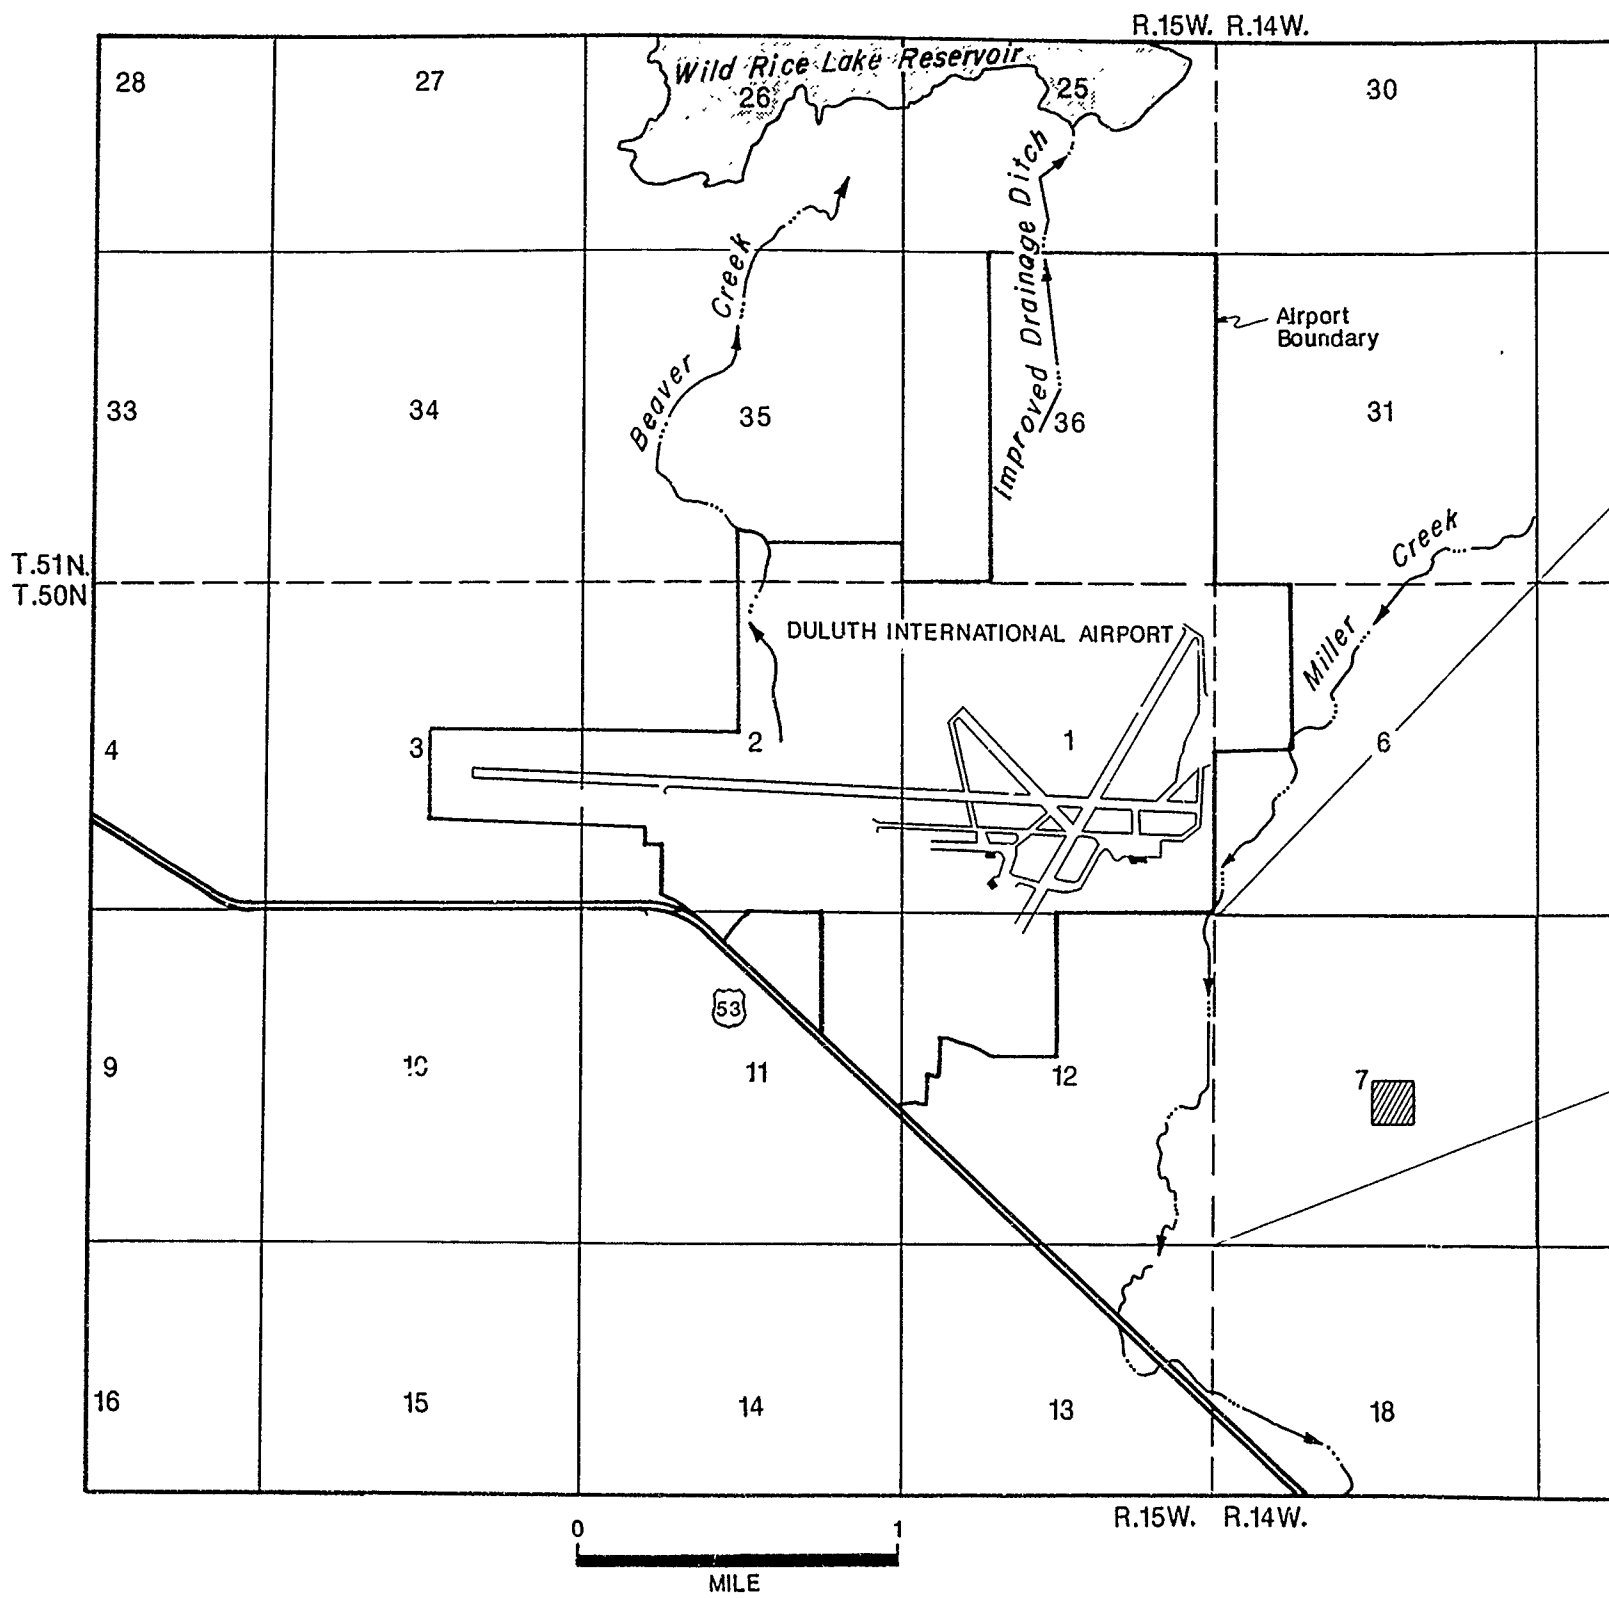 R.15W. R.14W.
28
27
Wild Rice Lake Reservoir
26
25
30
Improved Drainage Ditch
Beaver Creek
Airport
Boundary
33
34
35
36
31
Miller Creek
T.51N.
T.50N
DULUTH INTERNATIONAL AIRPORT
4
3
2
1
6
53
9
10
11
12
7
16
15
14
13
18
R.15W. R.14W.
0 1
MILE